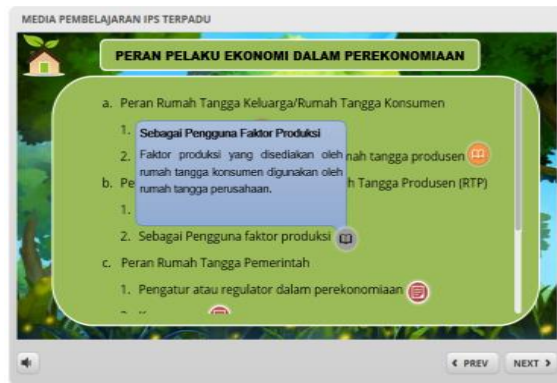 MEDIA PEMBELAJARAN IPS TERPADU
PERAN PELAKU EKONOMI DALAM PEREKONOMIAAN
a. Peran Rumah Tangga Keluarga/Rumah Tangga Konsumen
1.
Sebagai Pengguna Faktor Produksi
2.
Faktor produksi yang disediakan oleh
rumah tangga konsumen digunakan oleh
rumah tangga perusahaan.
mah tangga produsen
b. Pe
h Tangga Produsen (RTP)
1.
2. Sebagai Pengguna faktor produksi
c. Peran Rumah Tangga Pemerintah
1. Pengatur atau regulator dalam perekonomiaan
PREV
NEXT